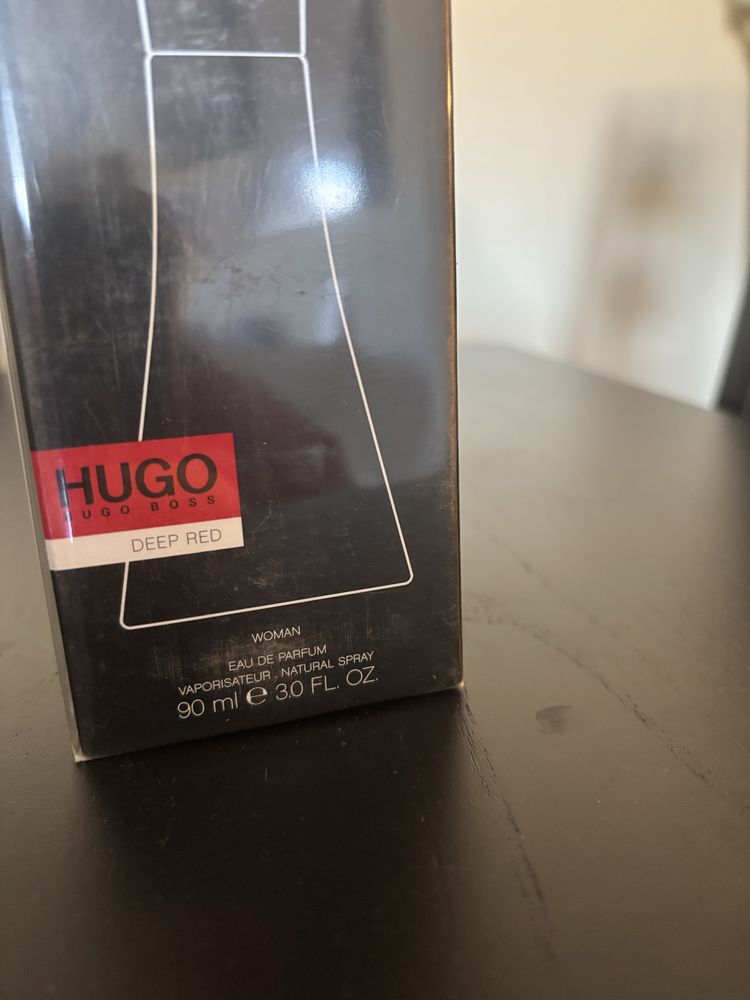 HUGO
HUGO BOSS
DEEP RED
WOMAN
EAU DE PARFUM
VAPORISATEUR . NATURAL SPRAY
90 ml ℮ 3.0 FL. OZ.